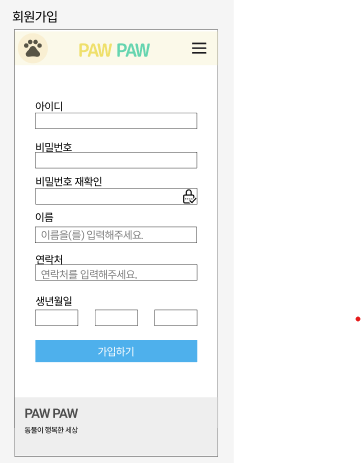 회원가입
PAW PAW
아이디
비밀번호
비밀번호 재확인
이름
이름을(를) 입력해주세요.
연락처
연락처를 입력해주세요.
생년월일
가입하기
PAW PAW
동물이 행복한 세상